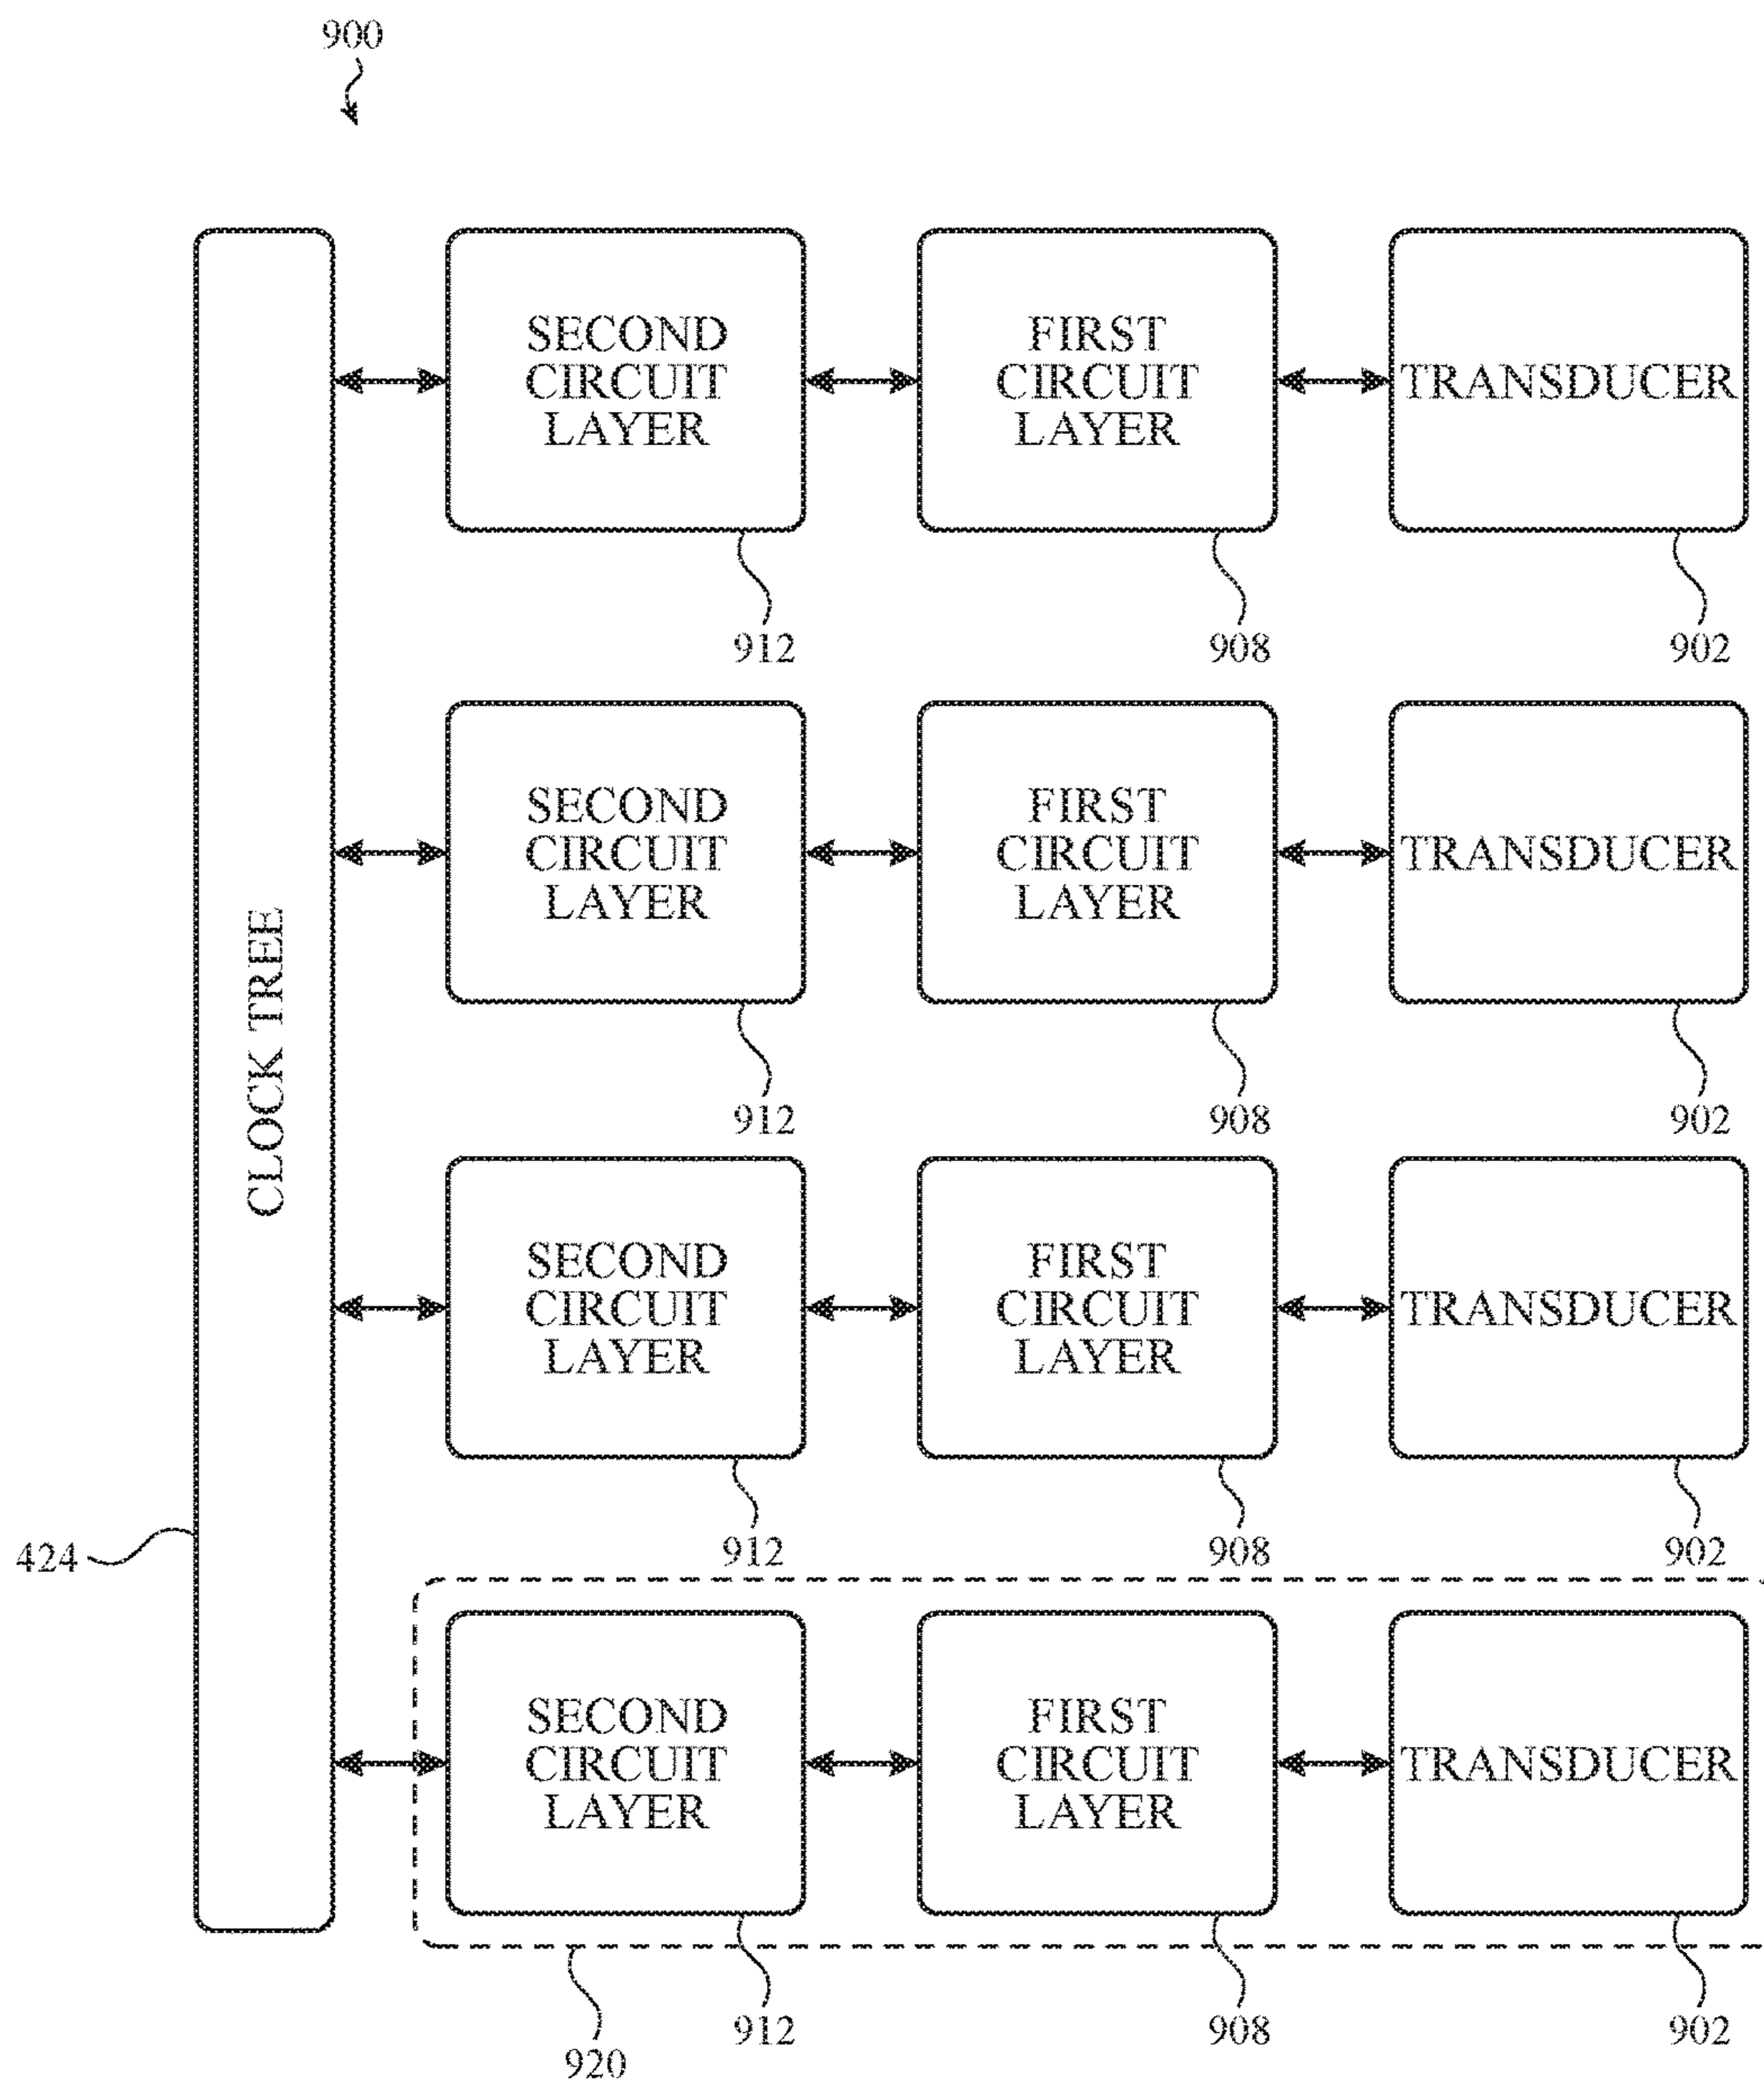 900
SECOND
CIRCUIT
LAYER
FIRST
CIRCUIT
LAYER
TRANSDUCER
912
908
902
SECOND
CIRCUIT
LAYER
FIRST
CIRCUIT
LAYER
TRANSDUCER
912
908
902
CLOCK TREE
SECOND
CIRCUIT
LAYER
FIRST
CIRCUIT
LAYER
TRANSDUCER
912
908
902
424
SECOND
CIRCUIT
LAYER
FIRST
CIRCUIT
LAYER
TRANSDUCER
912
908
902
920